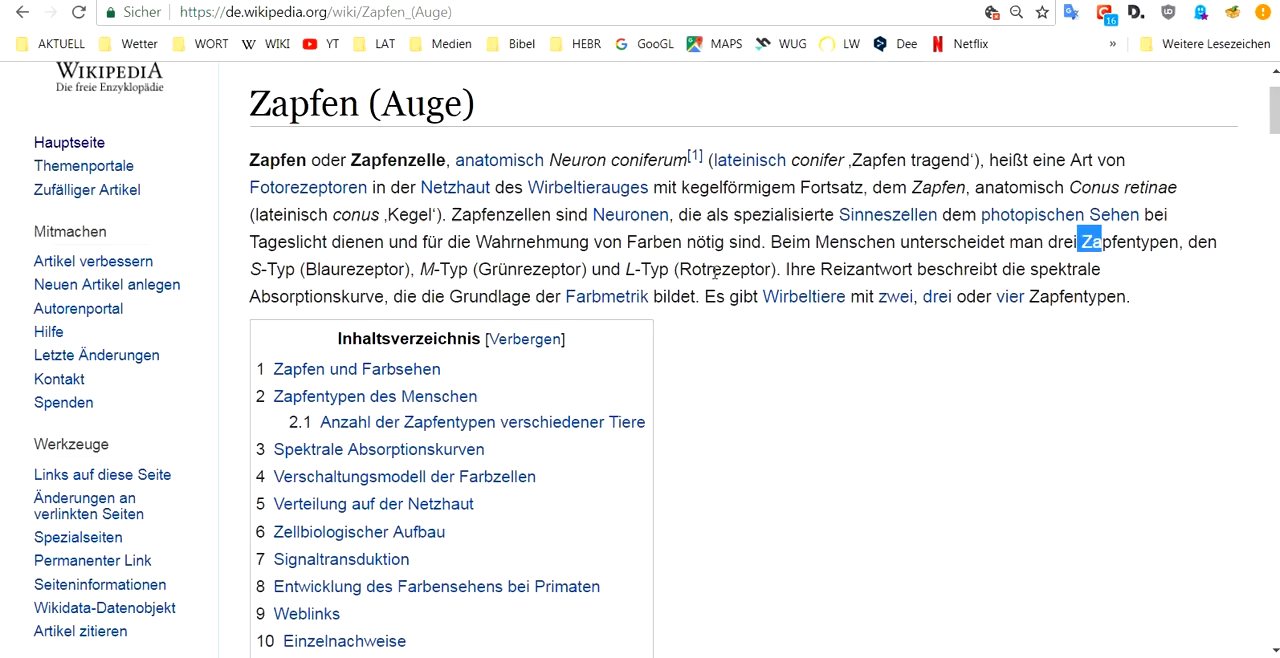 Sicher https://de.wikipedia.org/wiki/Zapfen_(Auge)
16
AKTUELL Wetter WORT WIKI YT LAT Medien Bibel HEBR GooGL MAPS WUG LW Dee Netflix » Weitere Lesezeichen
WIKIPEDIA
Die freie Enzyklopädie
Hauptseite
Themenportale
Zufälliger Artikel
Mitmachen
Artikel verbessern
Neuen Artikel anlegen
Autorenportal
Hilfe
Letzte Änderungen
Kontakt
Spenden
Werkzeuge
Links auf diese Seite
Änderungen an
verlinkten Seiten
Spezialseiten
Permanenter Link
Seiteninformationen
Wikidata-Datenobjekt
Artikel zitieren
Zapfen (Auge)
Zapfen oder Zapfenzelle, anatomisch Neuron coniferum[1] (lateinisch conifer ‚Zapfen tragend‘), heißt eine Art von
Fotorezeptoren in der Netzhaut des Wirbeltierauges mit kegelförmigem Fortsatz, dem Zapfen, anatomisch Conus retinae
(lateinisch conus ‚Kegel‘). Zapfenzellen sind Neuronen, die als spezialisierte Sinneszellen dem photopischen Sehen bei
Tageslicht dienen und für die Wahrnehmung von Farben nötig sind. Beim Menschen unterscheidet man drei Zapfentypen, den
S-Typ (Blaurezeptor), M-Typ (Grünrezeptor) und L-Typ (Rotrezeptor). Ihre Reizantwort beschreibt die spektrale
Absorptionskurve, die die Grundlage der Farbmetrik bildet. Es gibt Wirbeltiere mit zwei, drei oder vier Zapfentypen.
Inhaltsverzeichnis [Verbergen]
1 Zapfen und Farbsehen
2 Zapfentypen des Menschen
2.1 Anzahl der Zapfentypen verschiedener Tiere
3 Spektrale Absorptionskurven
4 Verschaltungsmodell der Farbzellen
5 Verteilung auf der Netzhaut
6 Zellbiologischer Aufbau
7 Signaltransduktion
8 Entwicklung des Farbensehens bei Primaten
9 Weblinks
10 Einzelnachweise